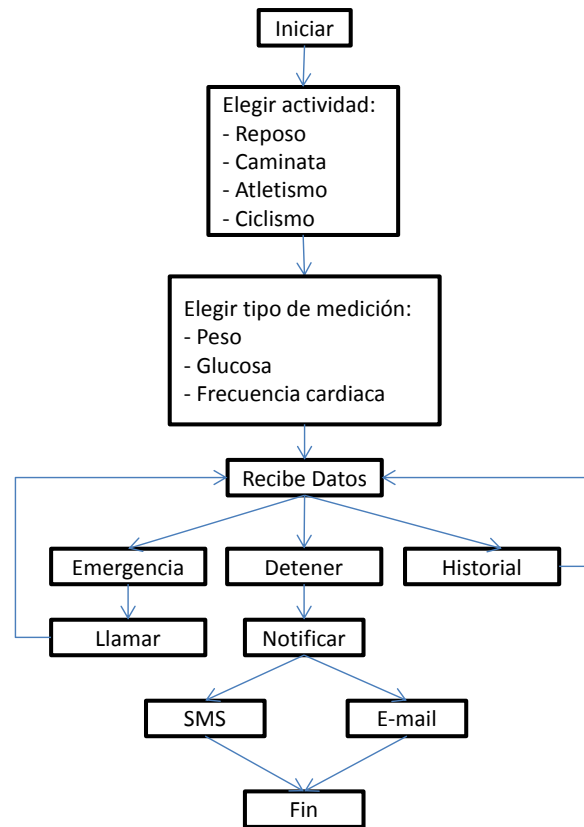 Iniciar
Elegir actividad:
- Reposo
- Caminata
- Atletismo
- Ciclismo
Elegir tipo de medición:
- Peso
- Glucosa
- Frecuencia cardiaca
Recibe Datos
Emergencia
Detener
Historial
Llamar
Notificar
SMS
E-mail
Fin